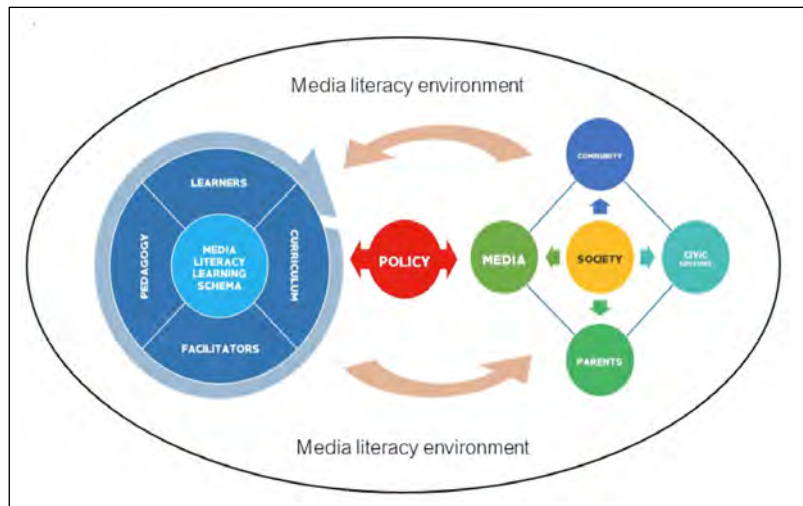 Media literacy environment
COMMUNITY
LEARNERS
PEDAGOGY
MEDIA
LITERACY
LEARNING
SCHEMA
CURRICULUM
POLICY
MEDIA
SOCIETY
CIVIC
FACILITATORS
PARENTS
Media literacy environment